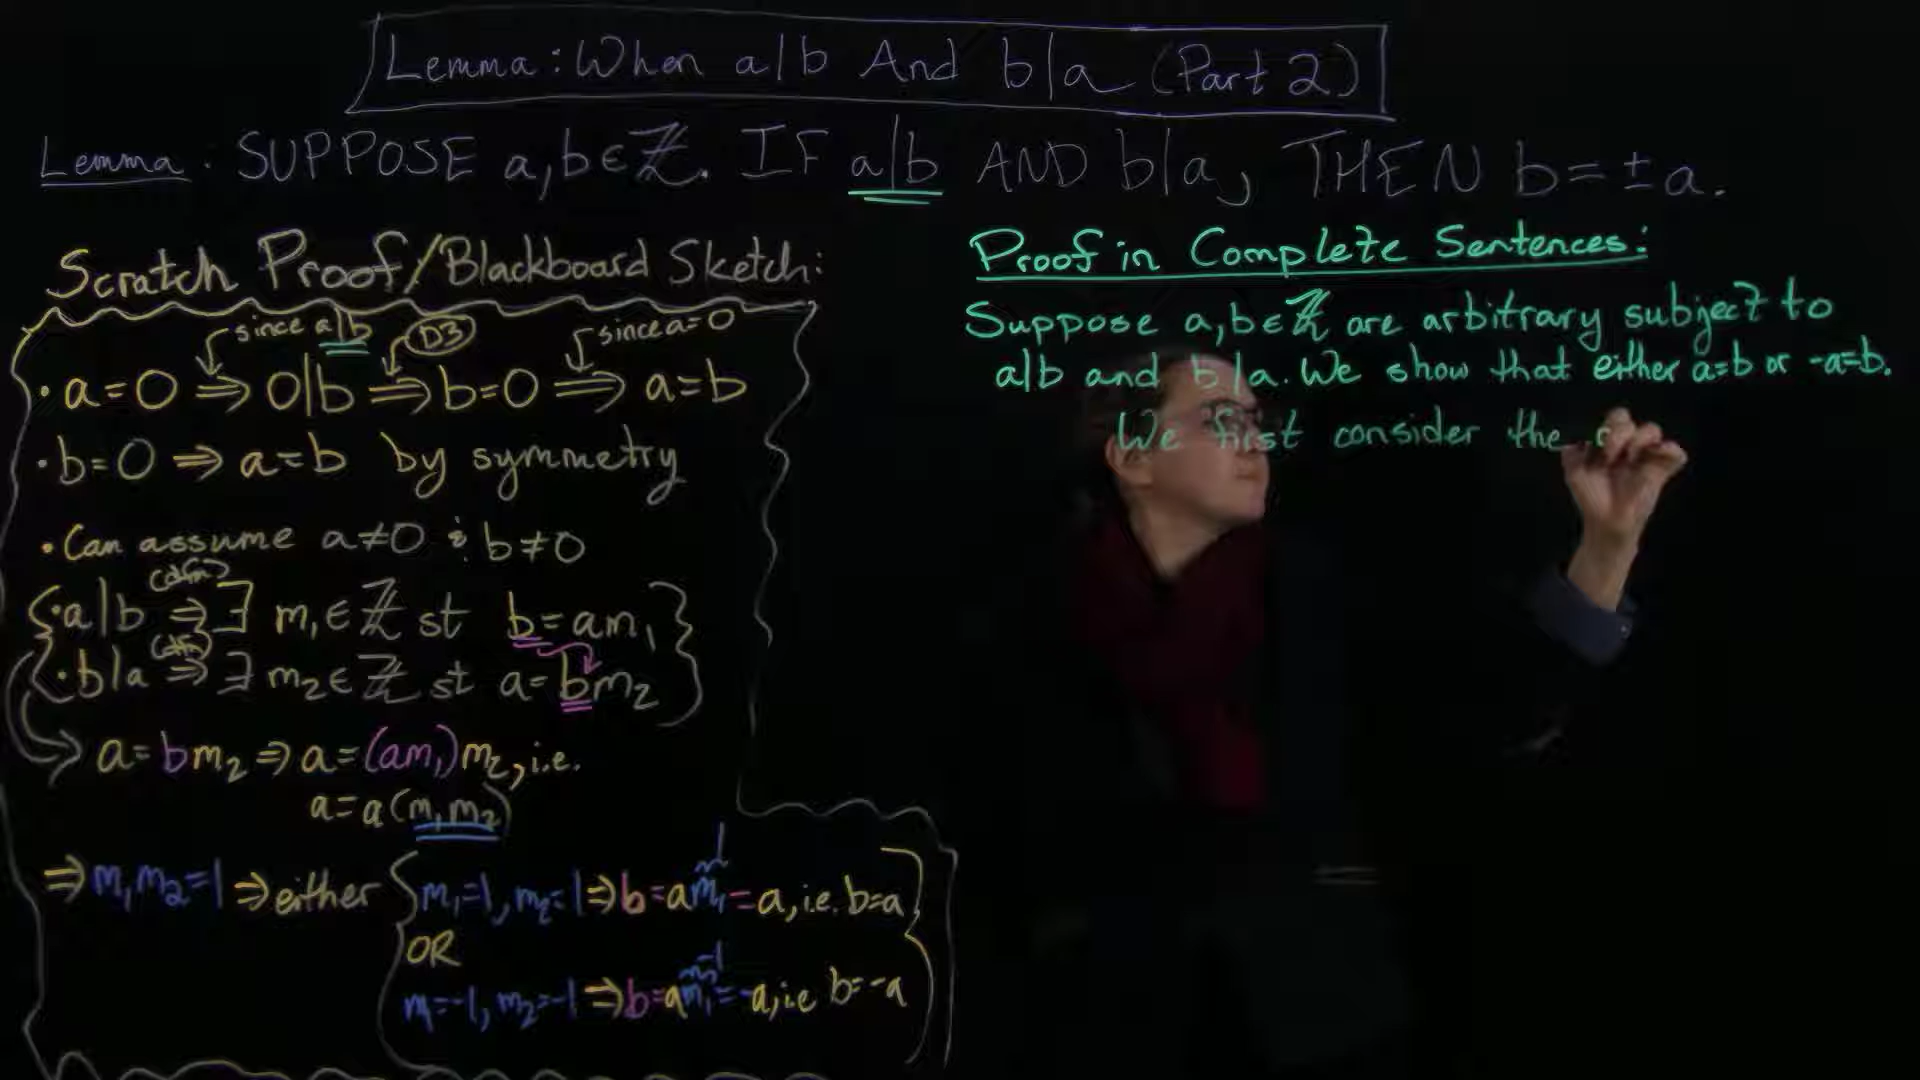 Lemma: When a|b And b|a (Part 2)
Lemma. SUPPOSE a,b∈ℤ. IF a|b AND b|a, THEN b=±a.
Scratch Proof/Blackboard Sketch:
since a|b D3 since a=0
• a=0 ⇒ 0|b ⇒ b=0 ⇒ a=b
• b=0 ⇒ a=b by symmetry
• Can assume a≠0 & b≠0
(dfn)
{• a|b ⇒ ∃ m₁∈ℤ st b=am₁}
(dfn)
{• b|a ⇒ ∃ m₂∈ℤ st a=bm₂}
→ a=bm₂ ⇒ a=(am₁)m₂, i.e.
a=a(m₁m₂)
⇒ m₁m₂=1 ⇒ either { m₁=1, m₂=1 ⇒ b=am₁=a, i.e. b=a
1
OR
-1
m₁=-1, m₂=-1 ⇒ b=am₁=-a, i.e b=-a
Proof in Complete Sentences:
Suppose a,b∈ℤ are arbitrary subject to
a|b and b|a. We show that either a=b or -a=b.
We first consider the